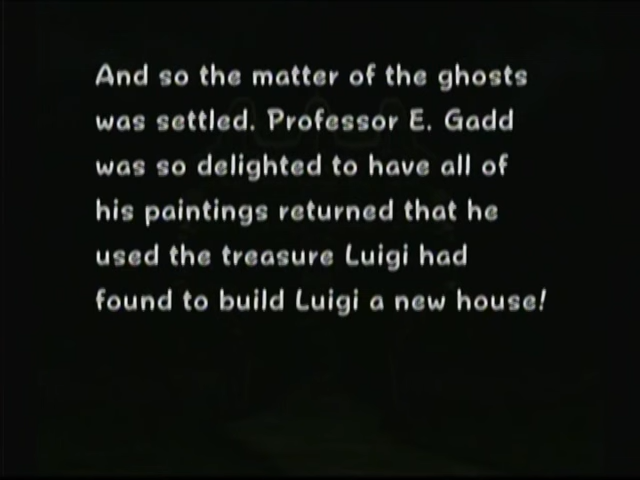 And so the matter of the ghosts
was settled. Professor E. Gadd
was so delighted to have all of
his paintings returned that he
used the treasure Luigi had
found to build Luigi a new house!